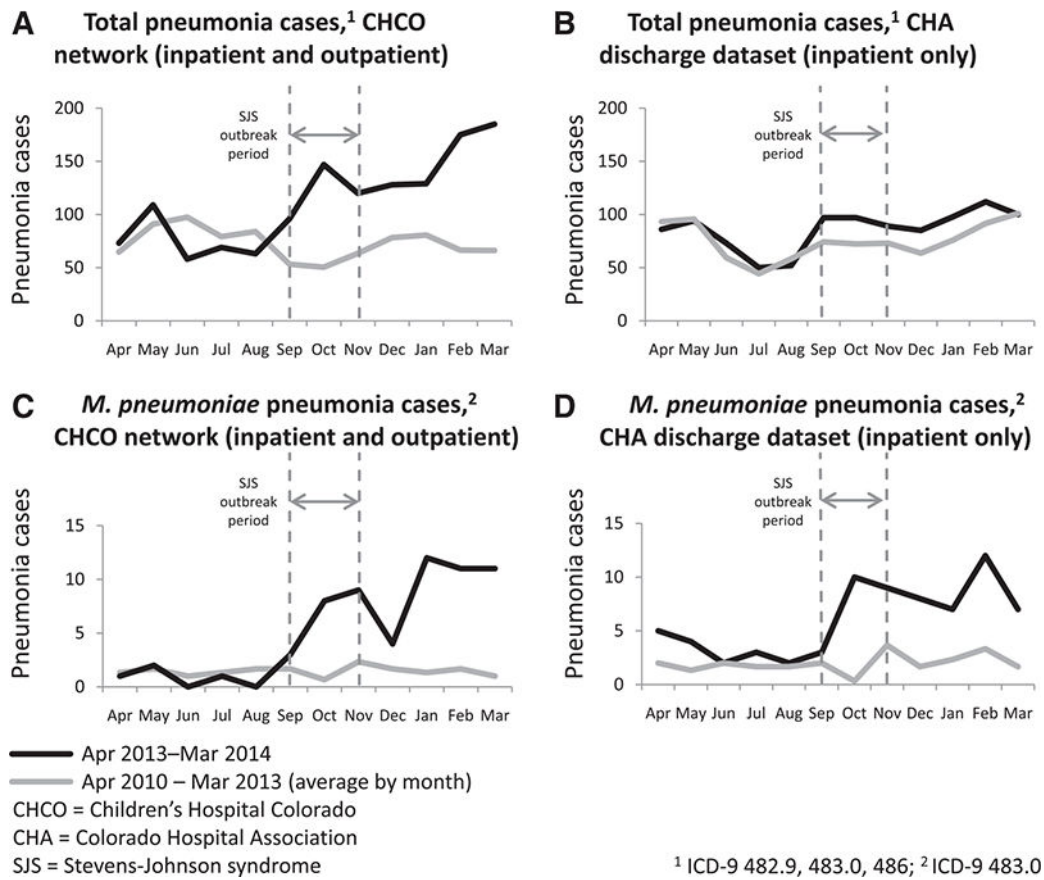 A Total pneumonia cases,¹ CHCO
network (inpatient and outpatient)
Pneumonia cases
200
150
100
50
0
SJS
outbreak
period
Apr May Jun Jul Aug Sep Oct Nov Dec Jan Feb Mar
B Total pneumonia cases,¹ CHA
discharge dataset (inpatient only)
Pneumonia cases
200
150
100
50
0
SJS
outbreak
period
Apr May Jun Jul Aug Sep Oct Nov Dec Jan Feb Mar
C M. pneumoniae pneumonia cases,²
CHCO network (inpatient and outpatient)
Pneumonia cases
15
10
5
0
SJS
outbreak
period
Apr May Jun Jul Aug Sep Oct Nov Dec Jan Feb Mar
D M. pneumoniae pneumonia cases,²
CHA discharge dataset (inpatient only)
Pneumonia cases
15
10
5
0
SJS
outbreak
period
Apr May Jun Jul Aug Sep Oct Nov Dec Jan Feb Mar
Apr 2013–Mar 2014
Apr 2010 – Mar 2013 (average by month)
CHCO = Children’s Hospital Colorado
CHA = Colorado Hospital Association
SJS = Stevens-Johnson syndrome
¹ ICD-9 482.9, 483.0, 486; ² ICD-9 483.0